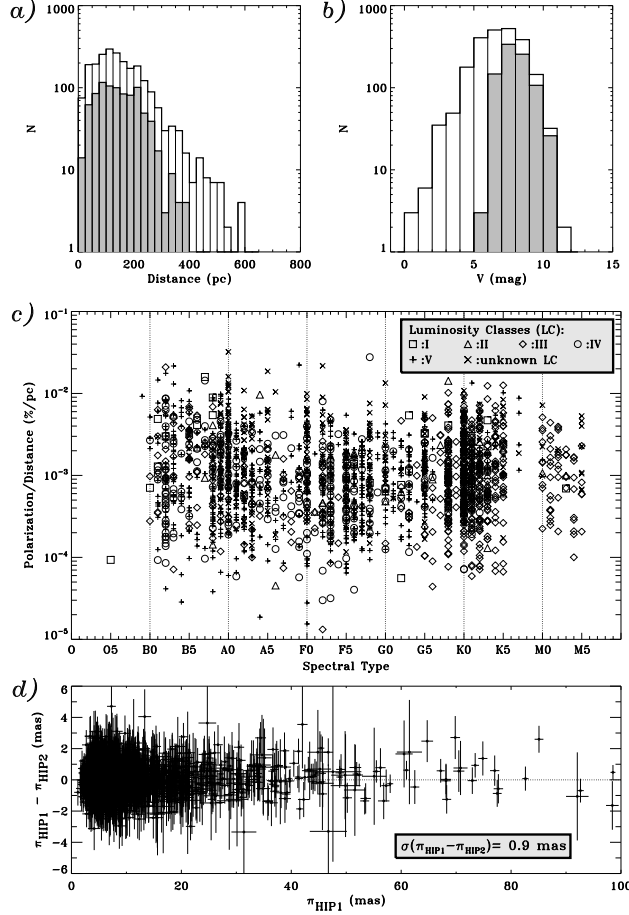 a)
b)
1000
100
10
1
N
0 200 400 600 800
Distance (pc)
1000
100
10
1
N
0 5 10 15
V (mag)
c)
10⁻¹
10⁻²
10⁻³
10⁻⁴
10⁻⁵
Polarization/Distance (%/pc)
Luminosity Classes (LC):
□:I △:II ◇:III ○:IV
+:V ×:unknown LC
0 O5 B0 B5 A0 A5 F0 F5 G0 G5 K0 K5 M0 M5
Spectral Type
d)
6
4
2
0
-2
-4
-6
π_HIP1 − π_HIP2 (mas)
σ(π_HIP1−π_HIP2)= 0.9 mas
0 20 40 60 80 100
π_HIP1 (mas)